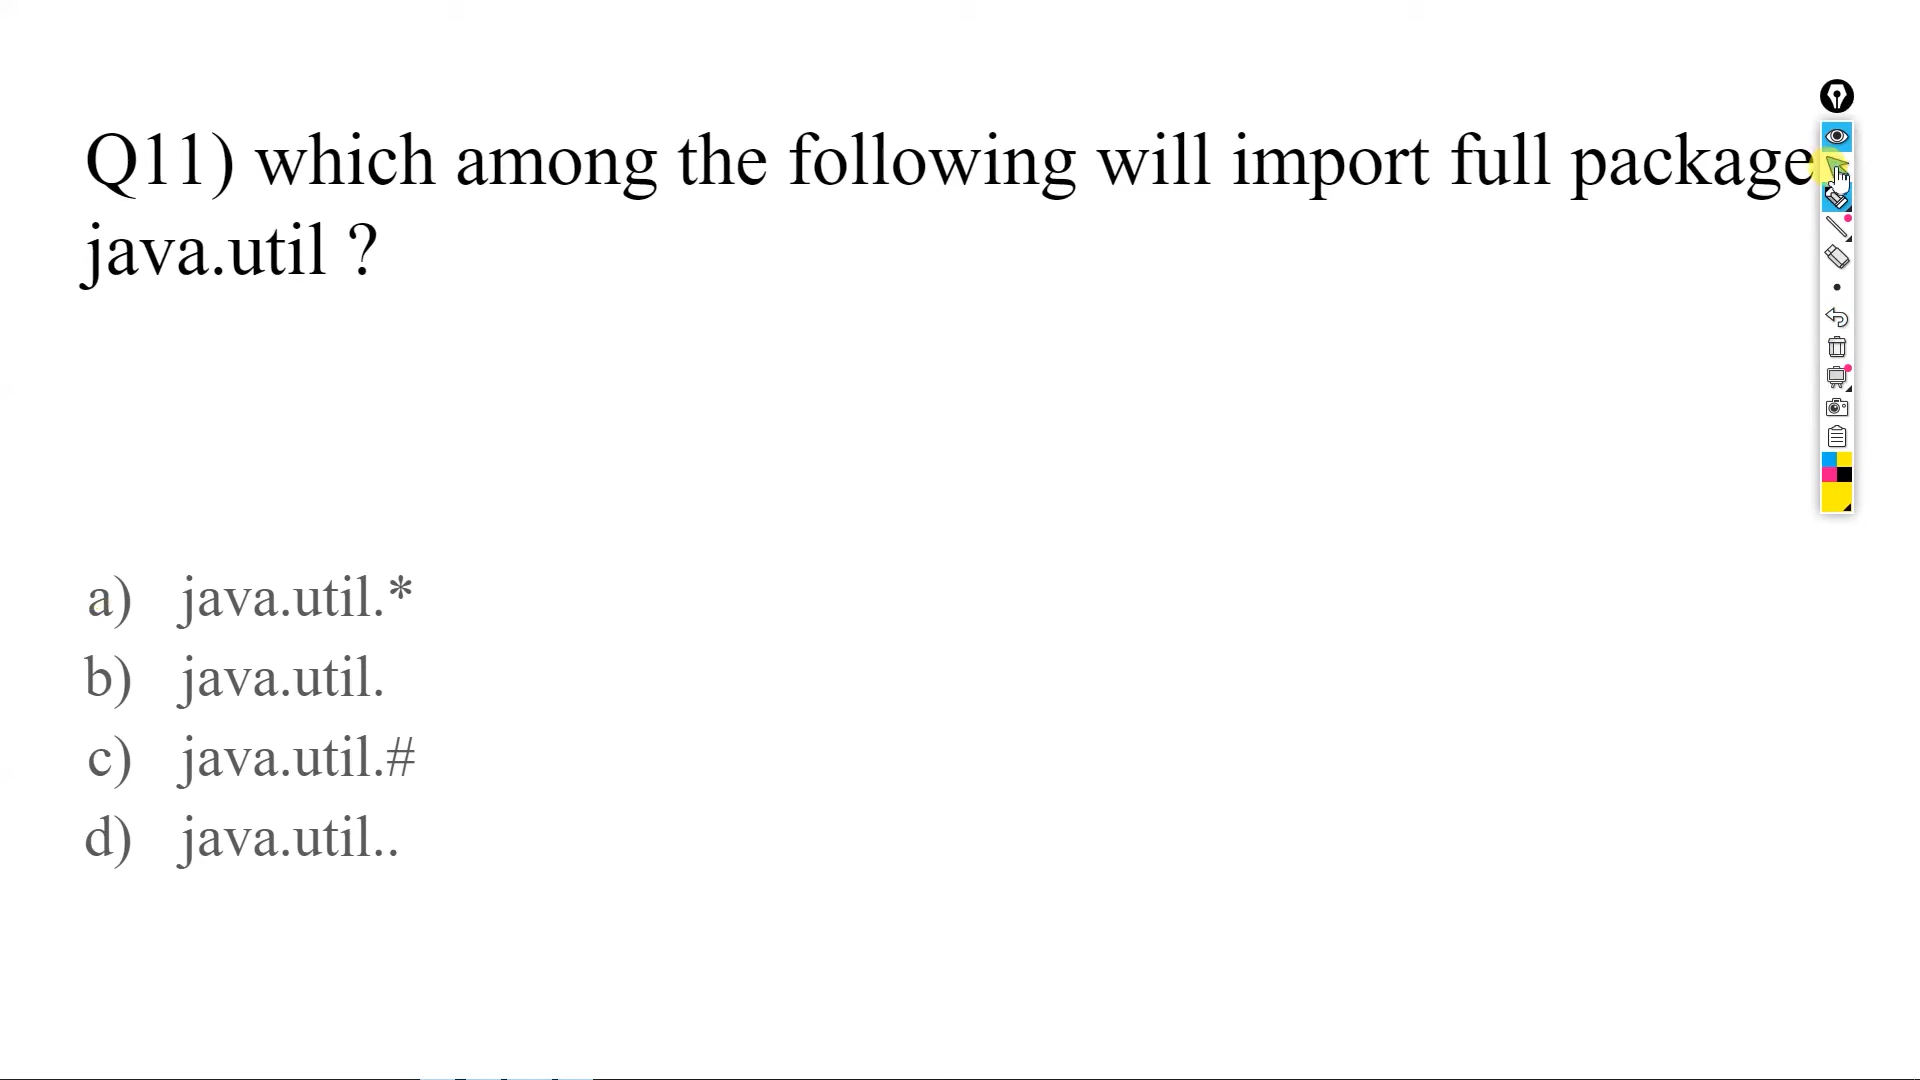 Q11) which among the following will import full package
java.util ?
a) java.util.*
b) java.util.
c) java.util.#
d) java.util..